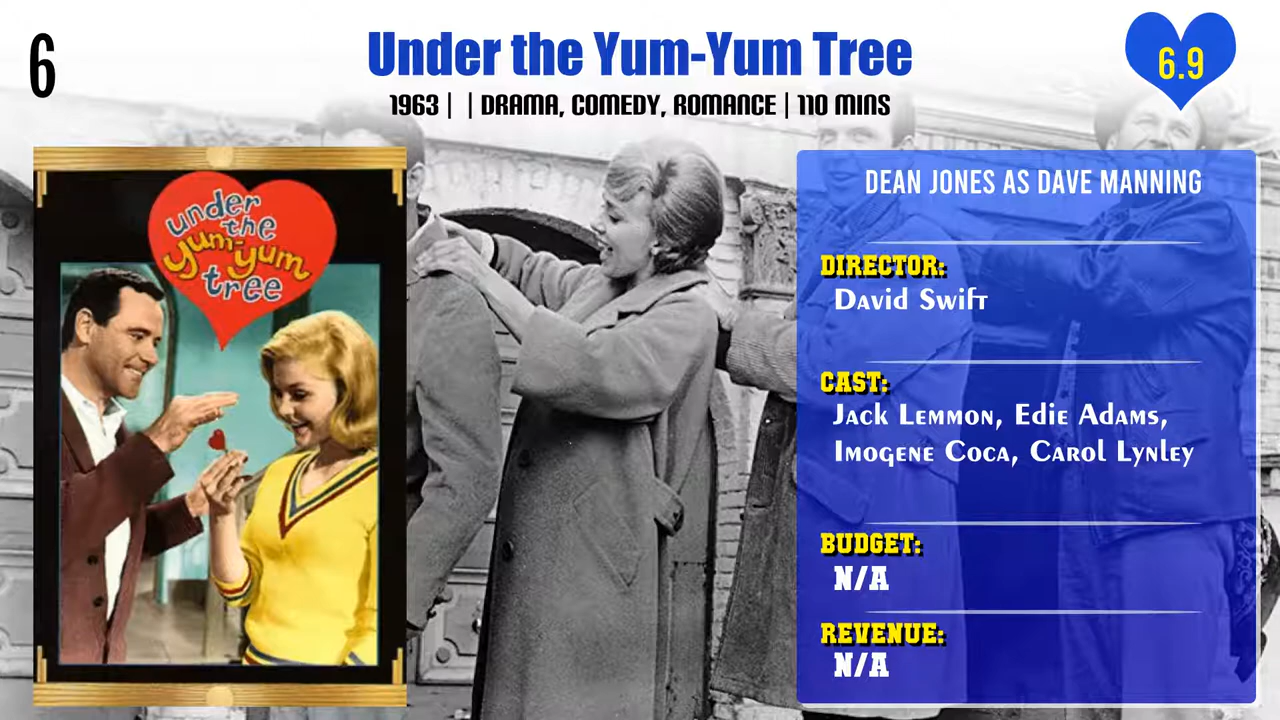 6
Under the Yum-Yum Tree
6.9
1963 | | DRAMA, COMEDY, ROMANCE | 110 MINS
under
the
yum-yum
tree
DEAN JONES AS DAVE MANNING
DIRECTOR:
David Swift
CAST:
Jack Lemmon, Edie Adams,
Imogene Coca, Carol Lynley
BUDGET:
N/A
REVENUE:
N/A